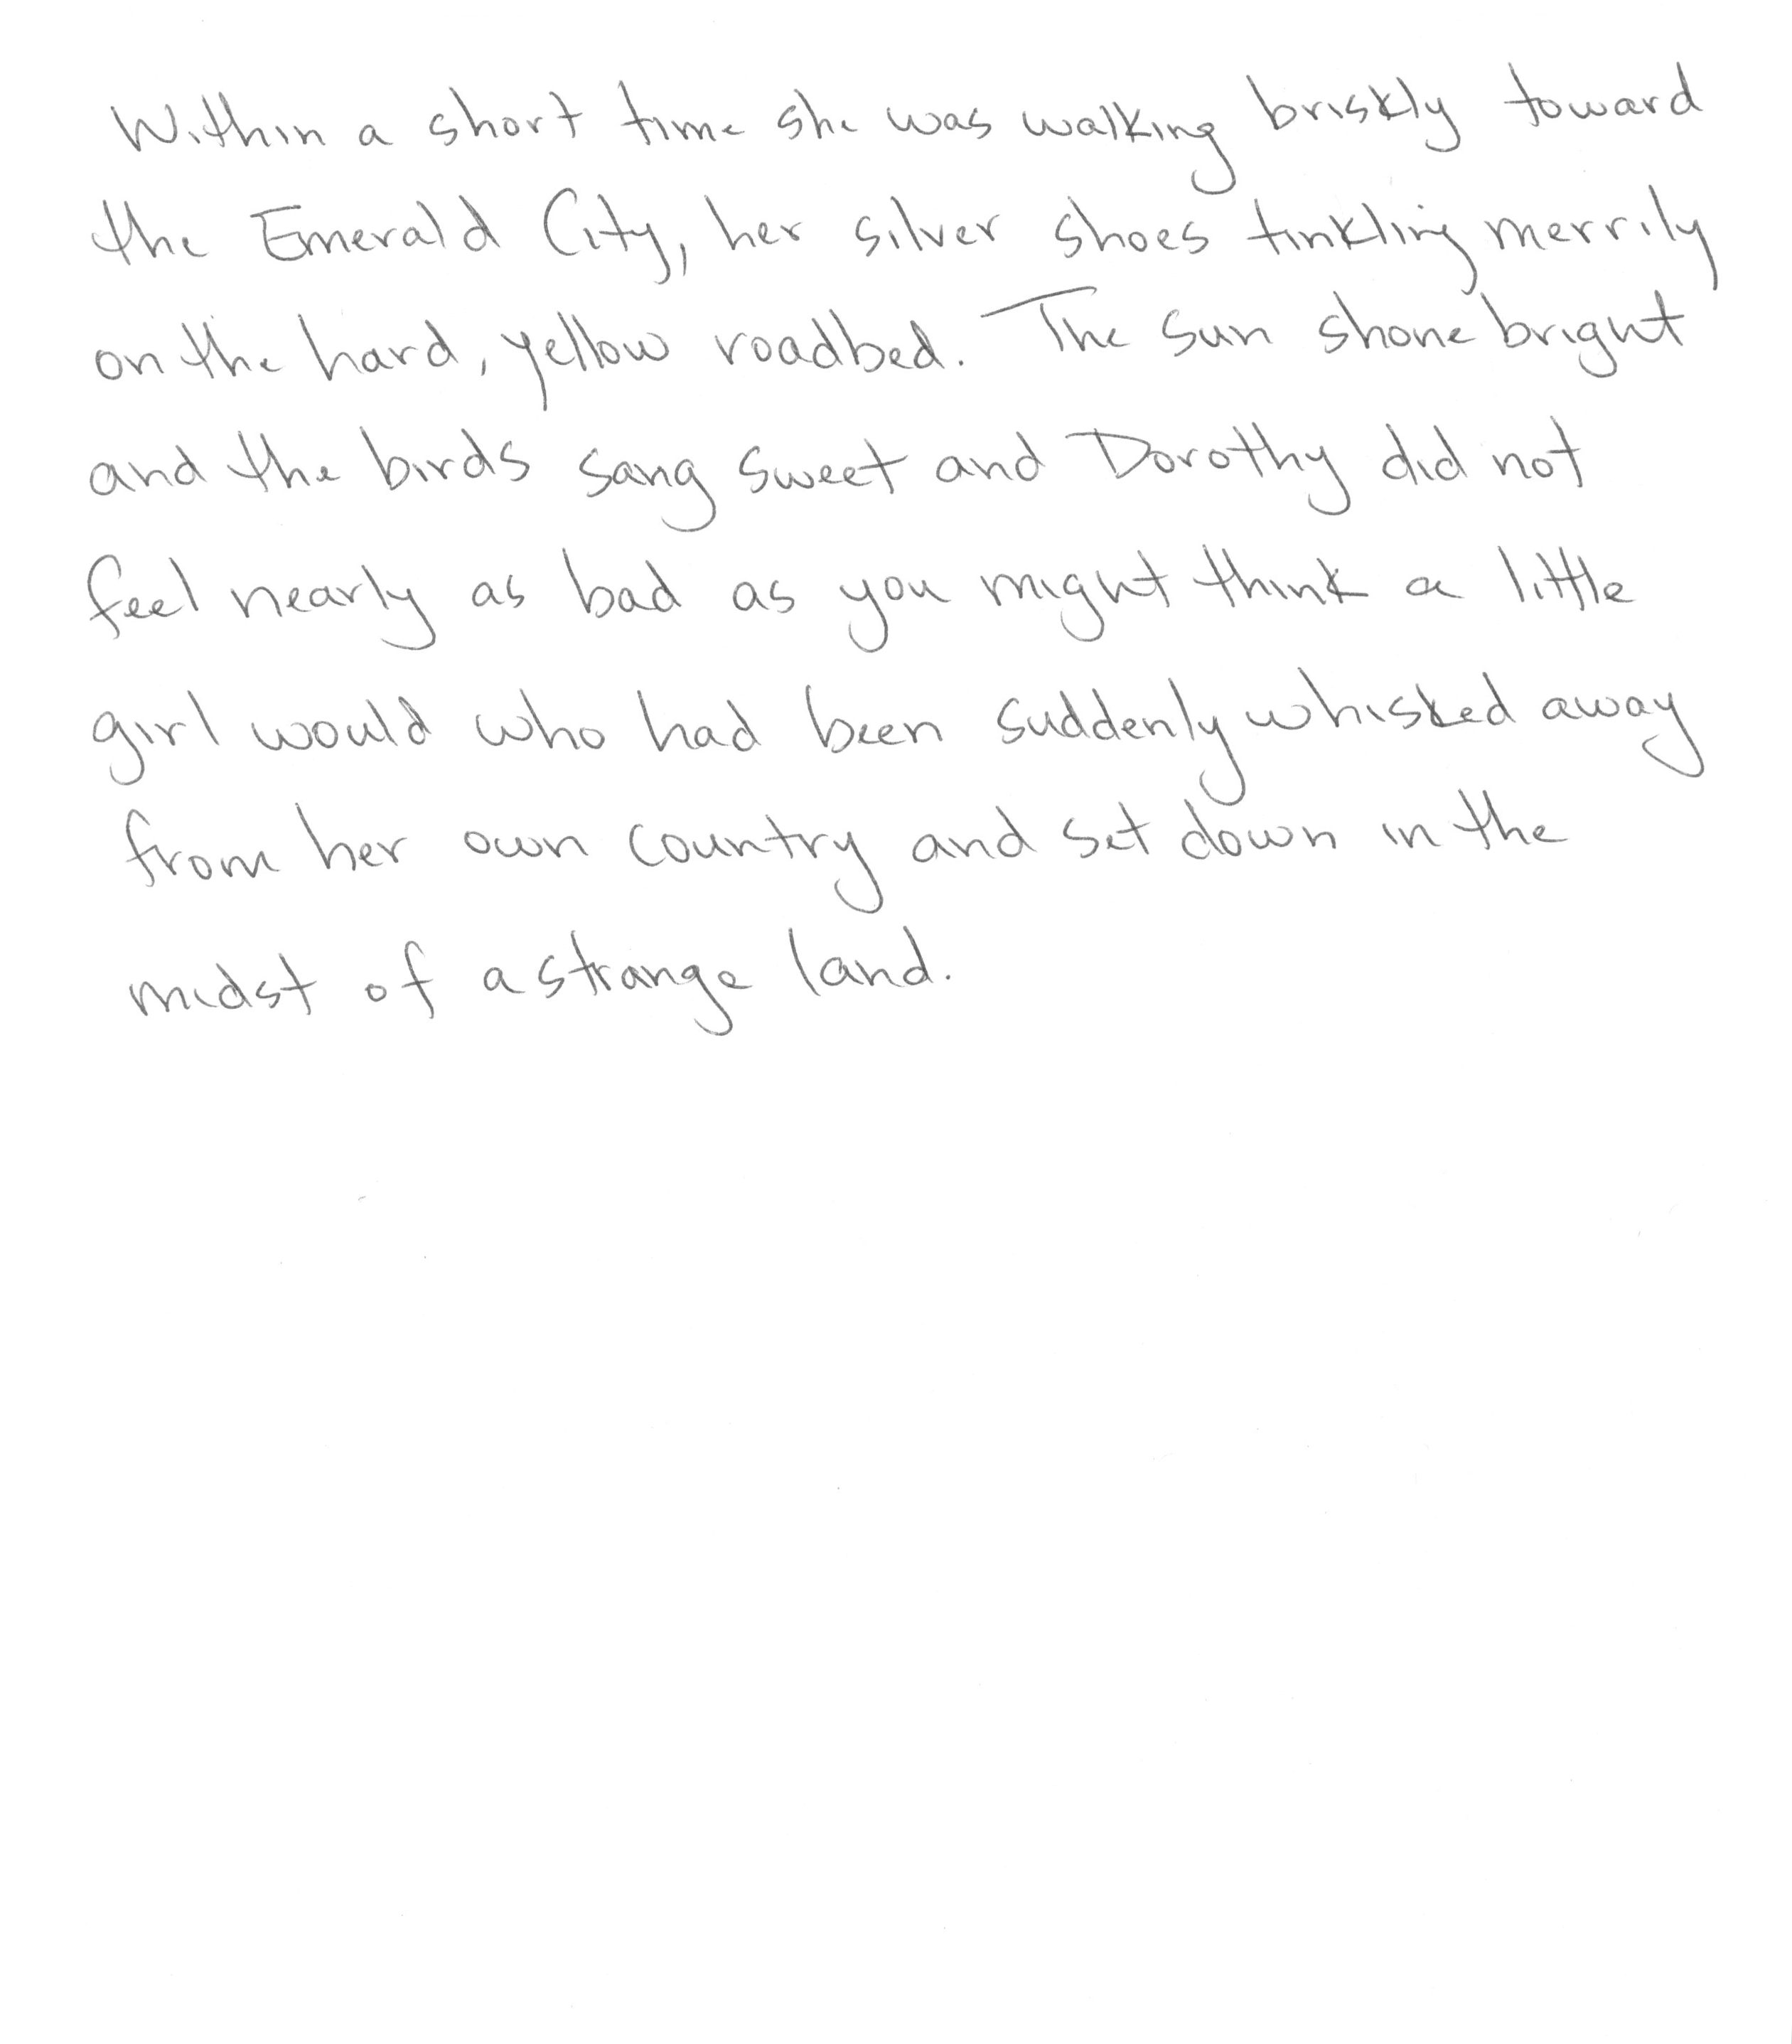 Within a short time she was walking briskly toward
the Emerald City, her silver shoes tinkling merrily
on the hard, yellow roadbed. The sun shone bright
and the birds sang sweet and Dorothy did not
feel nearly as bad as you might think a little
girl would who had been suddenly whisked away
from her own country and set down in the
midst of a strange land.